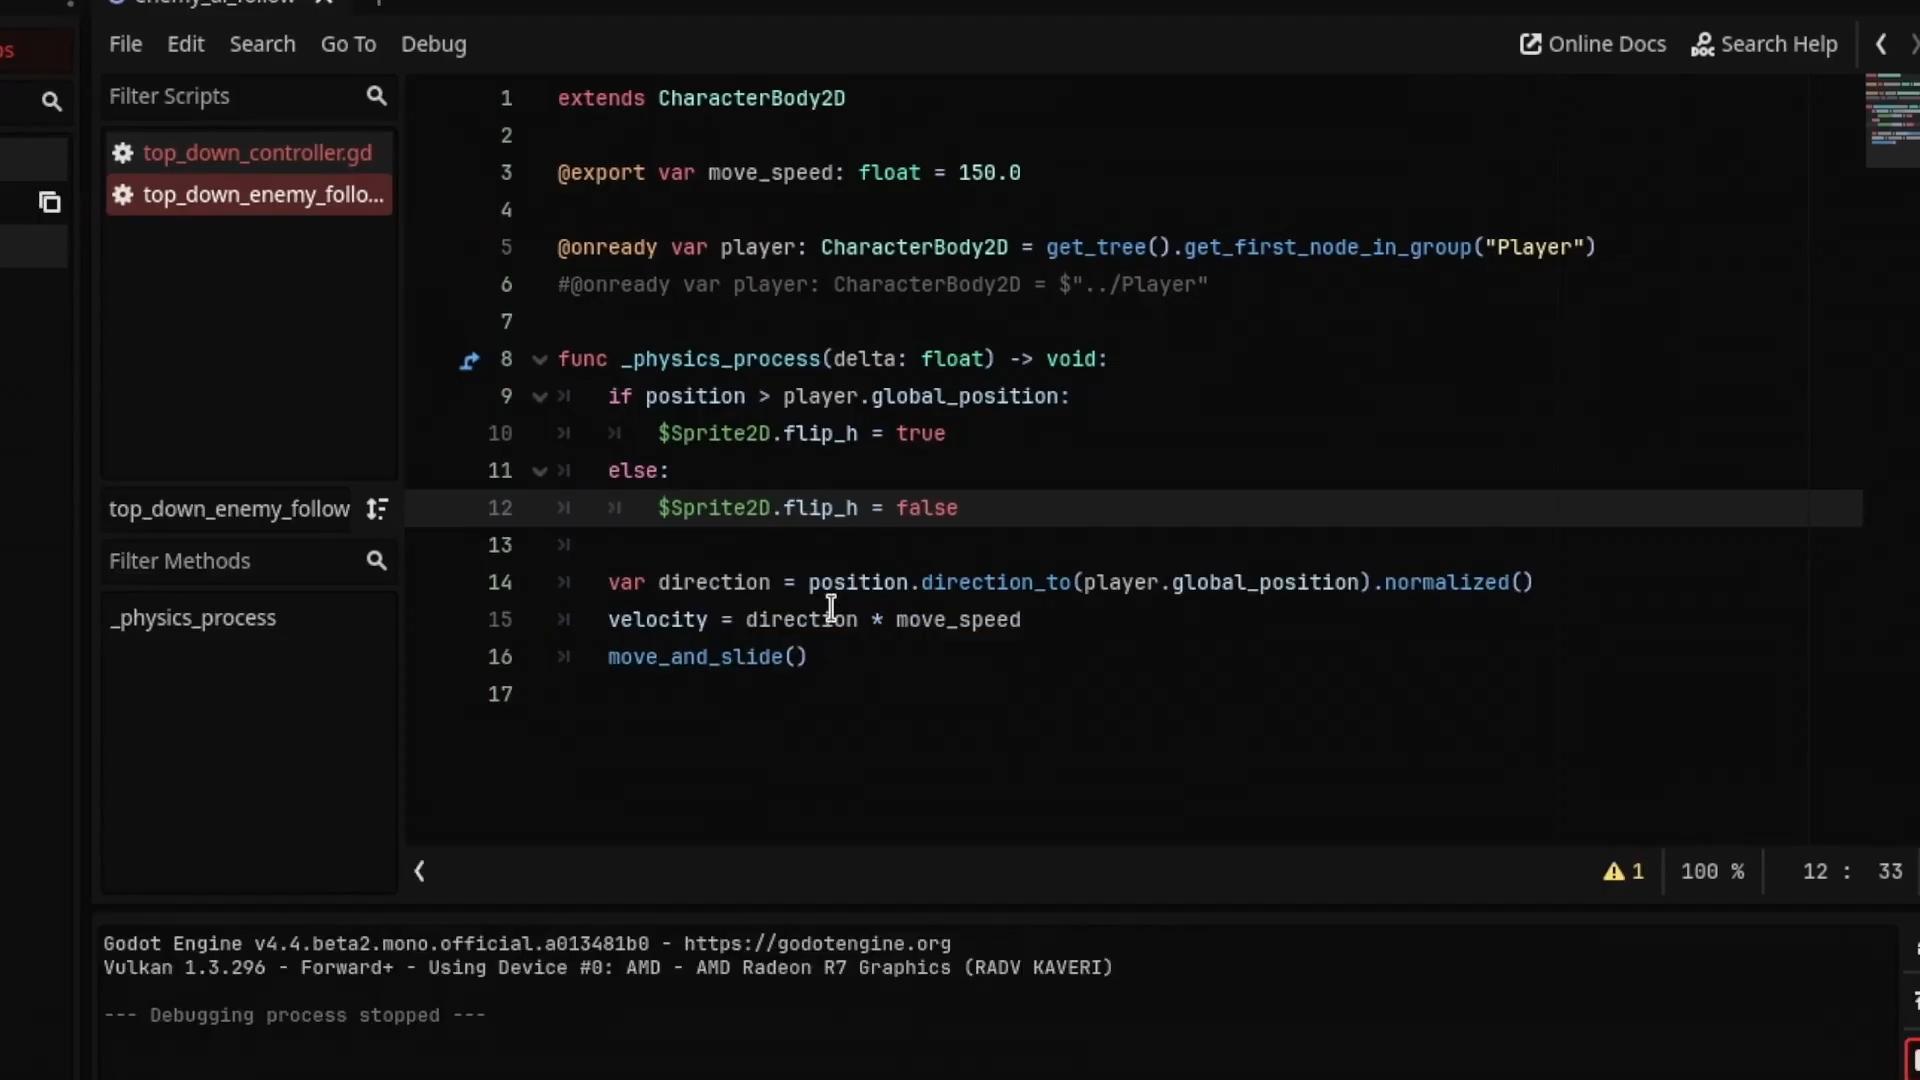 File Edit Search Go To Debug
Online Docs Search Help
Filter Scripts
top_down_controller.gd
top_down_enemy_follo...
top_down_enemy_follow
Filter Methods
_physics_process
1 extends CharacterBody2D
2
3 @export var move_speed: float = 150.0
4
5 @onready var player: CharacterBody2D = get_tree().get_first_node_in_group("Player")
6 #@onready var player: CharacterBody2D = $"../Player"
7
8 func _physics_process(delta: float) -> void:
9 if position > player.global_position:
10 $Sprite2D.flip_h = true
11 else:
12 $Sprite2D.flip_h = false
13
14 var direction = position.direction_to(player.global_position).normalized()
15 velocity = direction * move_speed
16 move_and_slide()
17
1 100 % 12 : 33
Godot Engine v4.4.beta2.mono.official.a013481b0 - https://godotengine.org
Vulkan 1.3.296 - Forward+ - Using Device #0: AMD - AMD Radeon R7 Graphics (RADV KAVERI)
--- Debugging process stopped ---